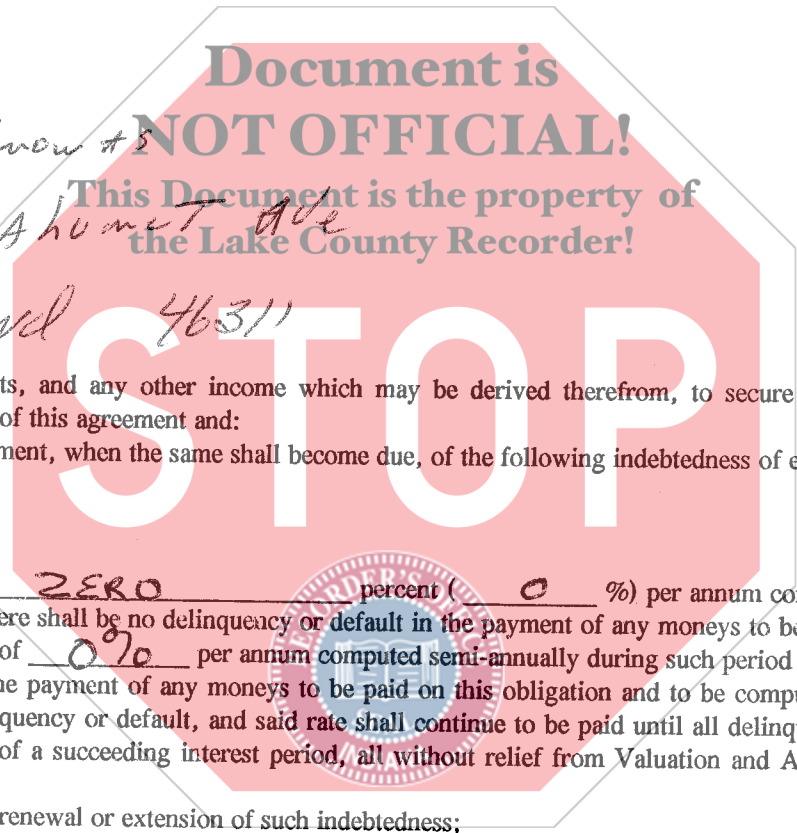 Document is
NOT OFFICIAL!
# 5
This Document is the property of
Ahomet Ave
the Lake County Recorder!
46311
STOP
ts, and any other income which may be derived therefrom, to secure
of this agreement and:
ment, when the same shall become due, of the following indebtedness of
ZERO percent ( 0 %) per annum
ere shall be no delinquency or default in the payment of any moneys to be
of 0% per annum computed semi-annually during such period
he payment of any moneys to be paid on this obligation and to be compu
quency or default, and said rate shall continue to be paid until all delinq
of a succeeding interest period, all without relief from Valuation and A
renewal or extension of such indebtedness;
INDIANA